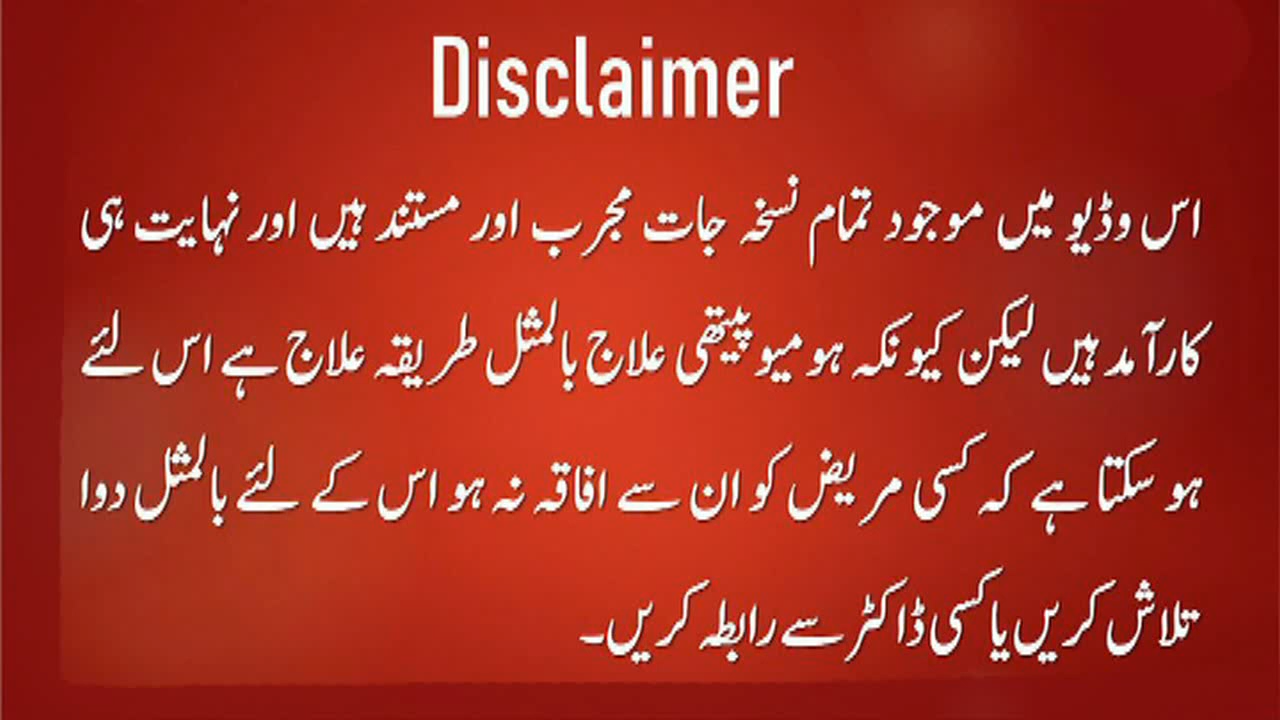 Disclaimer
اس وڈیو میں موجود تمام نسخہ جات مجرب اور مستند ہیں اور نہایت ہی
کارآمد ہیں لیکن کیونکہ ہومیوپیتھی علاج بالمثل طریقہ علاج ہے اس لئے
ہو سکتا ہے کہ کسی مریض کو ان سے افاقہ نہ ہو اس کے لئے بالمثل دوا
تلاش کریں یا کسی ڈاکٹر سے رابطہ کریں۔